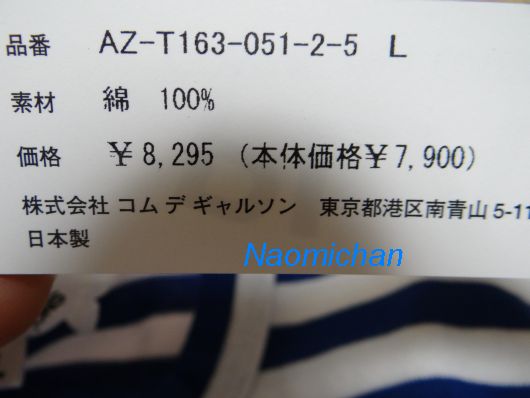 品番 AZ-T163-051-2-5 L
素材 綿 100%
価格 ¥8,295 (本体価格¥7,900)
株式会社 コム デ ギャルソン 東京都港区南青山 5-11
日本製
Naomichan